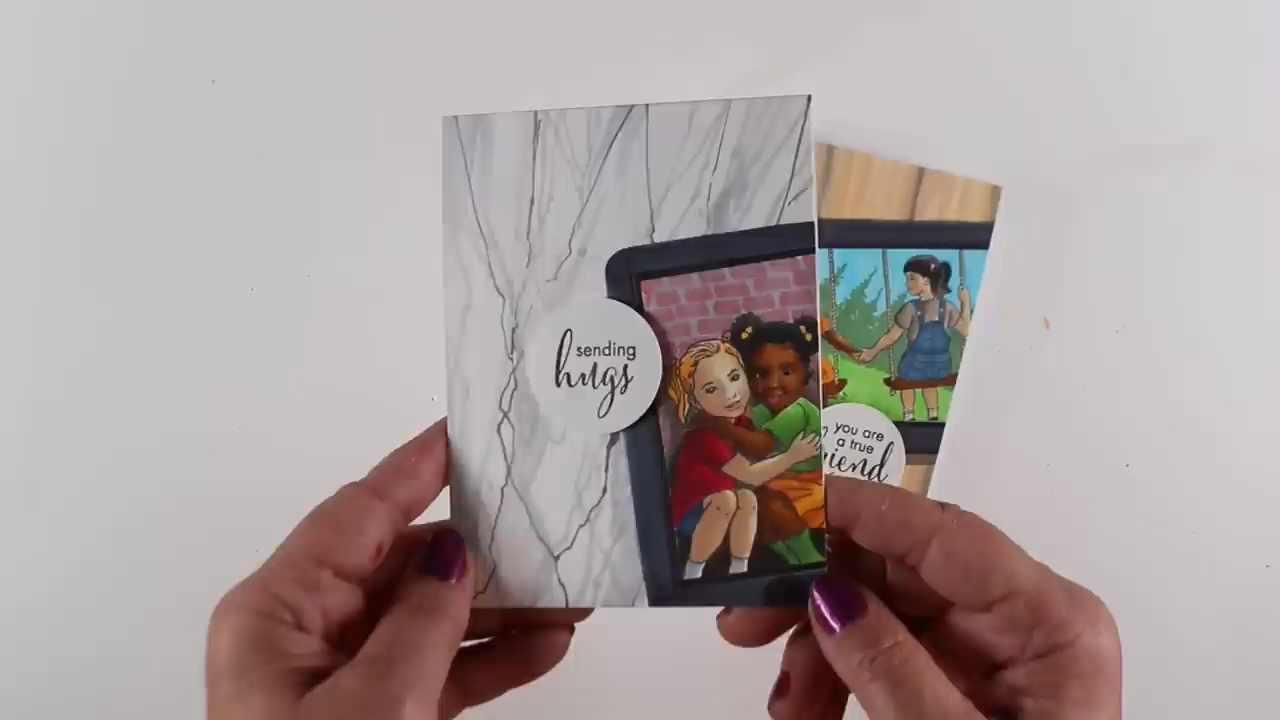 sending
hugs
you are
a true
iend